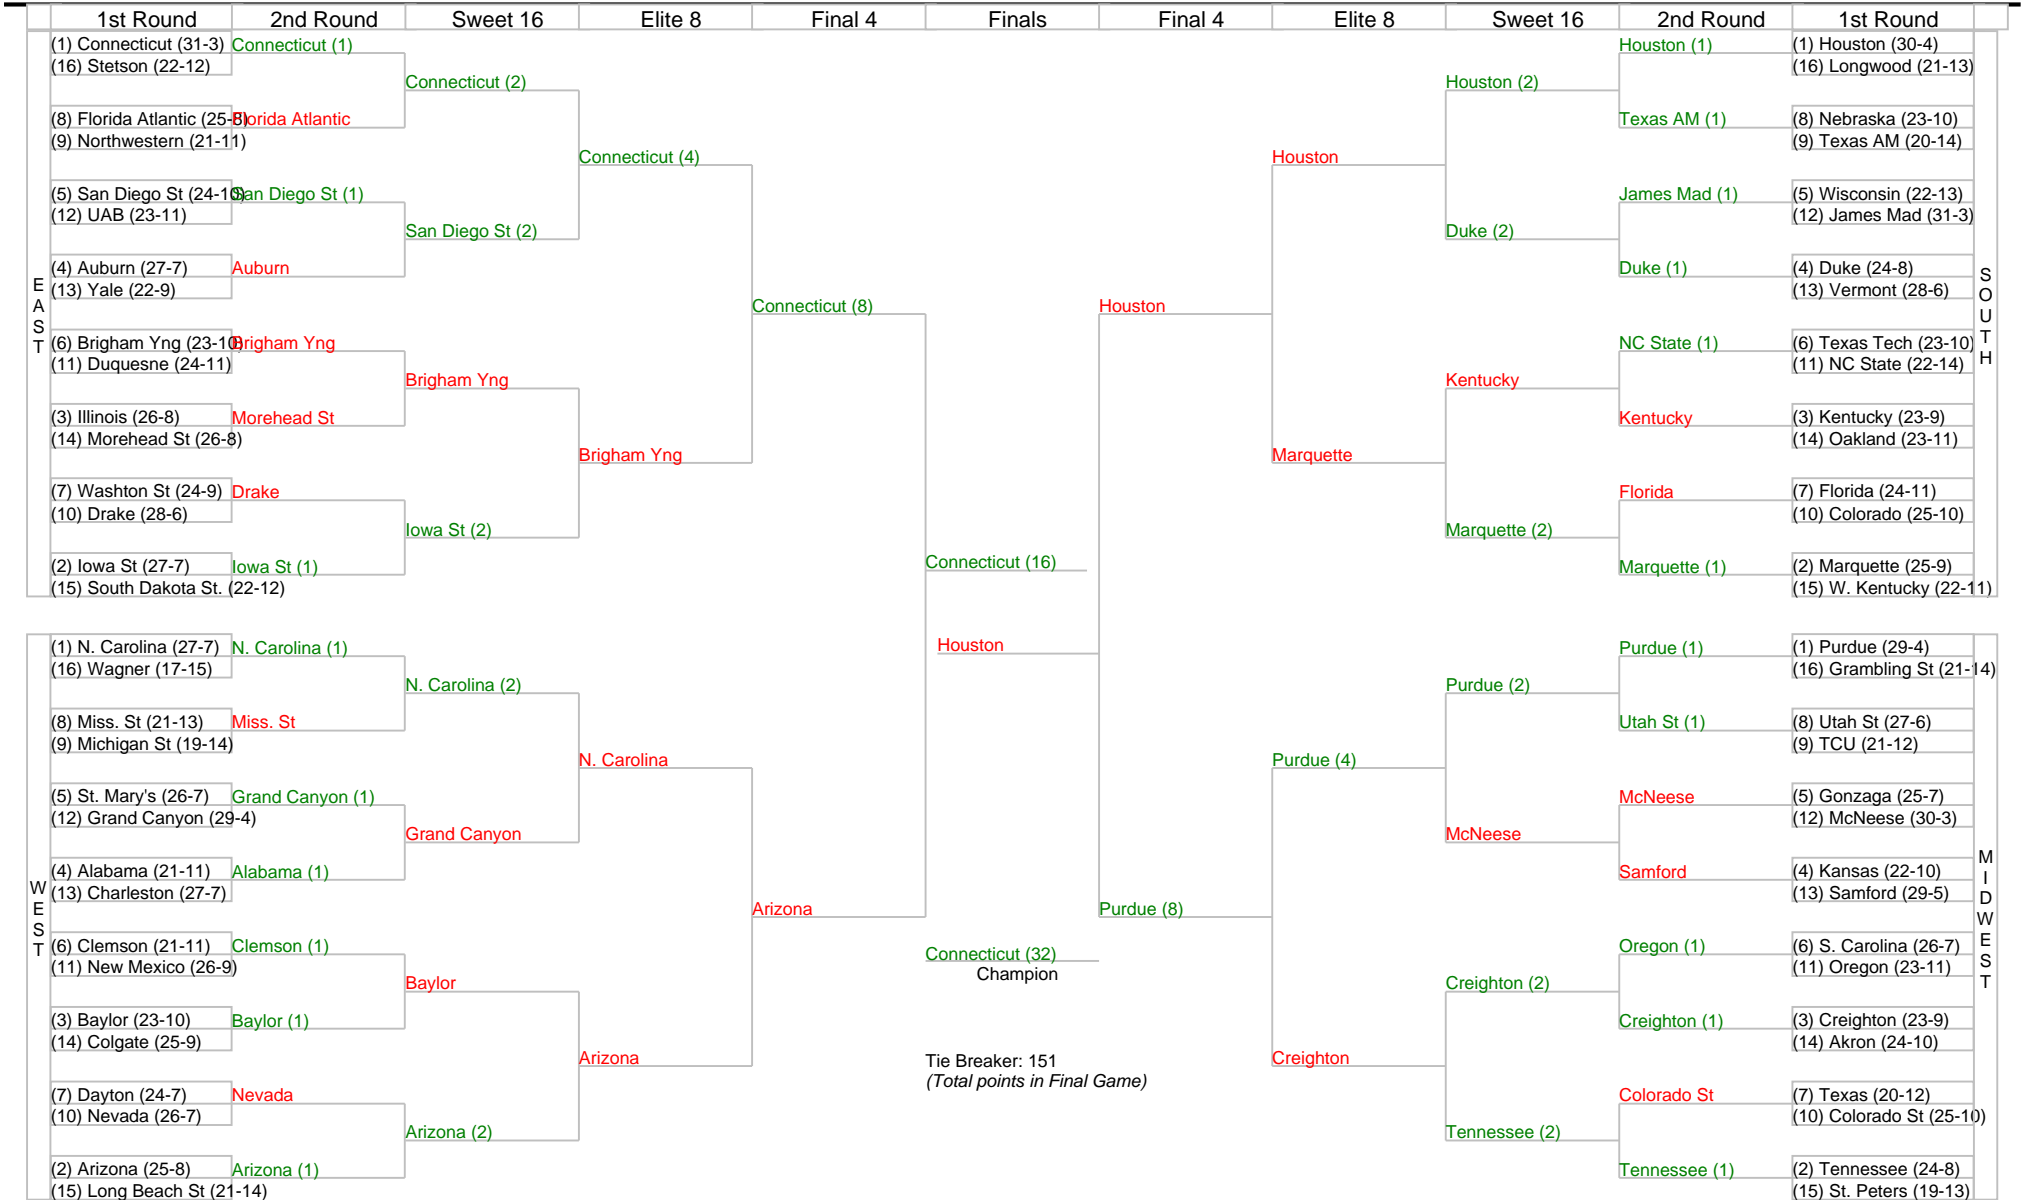 1st Round 2nd Round Sweet 16 Elite 8 Final 4 Finals Final 4 Elite 8 Sweet 16 2nd Round 1st Round
EAST
(1) Connecticut (31-3)
(16) Stetson (22-12)
(8) Florida Atlantic (25-8)
(9) Northwestern (21-11)
(5) San Diego St (24-10)
(12) UAB (23-11)
(4) Auburn (27-7)
(13) Yale (22-9)
(6) Brigham Yng (23-10)
(11) Duquesne (24-11)
(3) Illinois (26-8)
(14) Morehead St (26-8)
(7) Washton St (24-9)
(10) Drake (28-6)
(2) Iowa St (27-7)
(15) South Dakota St. (22-12)
Connecticut (1)
Florida Atlantic
San Diego St (1)
Auburn
Brigham Yng
Morehead St
Drake
Iowa St (1)
Connecticut (2)
San Diego St (2)
Brigham Yng
Iowa St (2)
Connecticut (4)
Brigham Yng
Connecticut (8)
WEST
(1) N. Carolina (27-7)
(16) Wagner (17-15)
(8) Miss. St (21-13)
(9) Michigan St (19-14)
(5) St. Mary's (26-7)
(12) Grand Canyon (29-4)
(4) Alabama (21-11)
(13) Charleston (27-7)
(6) Clemson (21-11)
(11) New Mexico (26-9)
(3) Baylor (23-10)
(14) Colgate (25-9)
(7) Dayton (24-7)
(10) Nevada (26-7)
(2) Arizona (25-8)
(15) Long Beach St (21-14)
N. Carolina (1)
Miss. St
Grand Canyon (1)
Alabama (1)
Clemson (1)
Baylor (1)
Nevada
Arizona (1)
N. Carolina (2)
Grand Canyon
Baylor
Arizona (2)
N. Carolina
Arizona
Arizona
Connecticut (16)
Houston
Connecticut (32)
Champion
Tie Breaker: 151
(Total points in Final Game)
Houston
Houston
Marquette
Houston (2)
Duke (2)
Kentucky
Marquette (2)
Houston (1)
Texas AM (1)
James Mad (1)
Duke (1)
NC State (1)
Kentucky
Florida
Marquette (1)
(1) Houston (30-4)
(16) Longwood (21-13)
(8) Nebraska (23-10)
(9) Texas AM (20-14)
(5) Wisconsin (22-13)
(12) James Mad (31-3)
(4) Duke (24-8)
(13) Vermont (28-6)
(6) Texas Tech (23-10)
(11) NC State (22-14)
(3) Kentucky (23-9)
(14) Oakland (23-11)
(7) Florida (24-11)
(10) Colorado (25-10)
(2) Marquette (25-9)
(15) W. Kentucky (22-11)
SOUTH
Purdue (8)
Purdue (4)
Creighton
Purdue (2)
McNeese
Creighton (2)
Tennessee (2)
Purdue (1)
Utah St (1)
McNeese
Samford
Oregon (1)
Creighton (1)
Colorado St
Tennessee (1)
(1) Purdue (29-4)
(16) Grambling St (21-14)
(8) Utah St (27-6)
(9) TCU (21-12)
(5) Gonzaga (25-7)
(12) McNeese (30-3)
(4) Kansas (22-10)
(13) Samford (29-5)
(6) S. Carolina (26-7)
(11) Oregon (23-11)
(3) Creighton (23-9)
(14) Akron (24-10)
(7) Texas (20-12)
(10) Colorado St (25-10)
(2) Tennessee (24-8)
(15) St. Peters (19-13)
MIDWEST